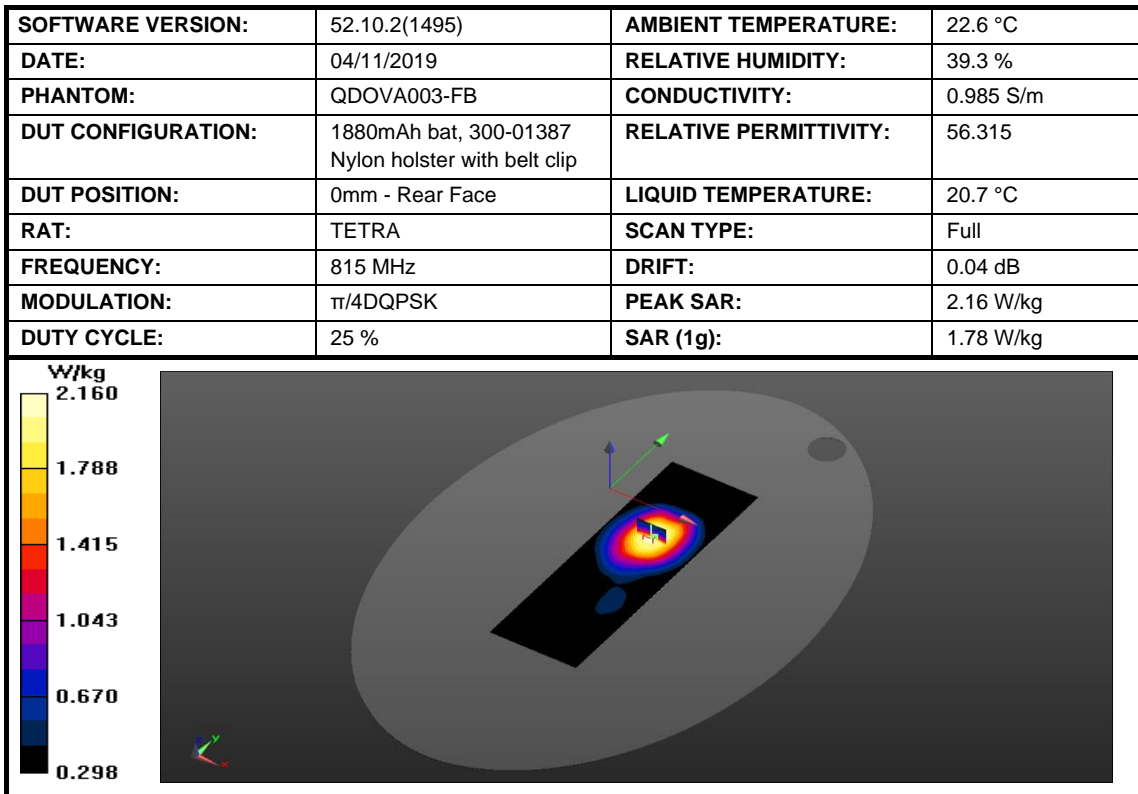 SOFTWARE VERSION: 52.10.2(1495) AMBIENT TEMPERATURE: 22.6 °C
DATE: 04/11/2019 RELATIVE HUMIDITY: 39.3 %
PHANTOM: QDOVA003-FB CONDUCTIVITY: 0.985 S/m
DUT CONFIGURATION: 1880mAh bat, 300-01387 RELATIVE PERMITTIVITY: 56.315
Nylon holster with belt clip
DUT POSITION: 0mm - Rear Face LIQUID TEMPERATURE: 20.7 °C
RAT: TETRA SCAN TYPE: Full
FREQUENCY: 815 MHz DRIFT: 0.04 dB
MODULATION: π/4DQPSK PEAK SAR: 2.16 W/kg
DUTY CYCLE: 25 % SAR (1g): 1.78 W/kg
W/kg
2.160
1.788
1.415
1.043
0.670
0.298
z y
x